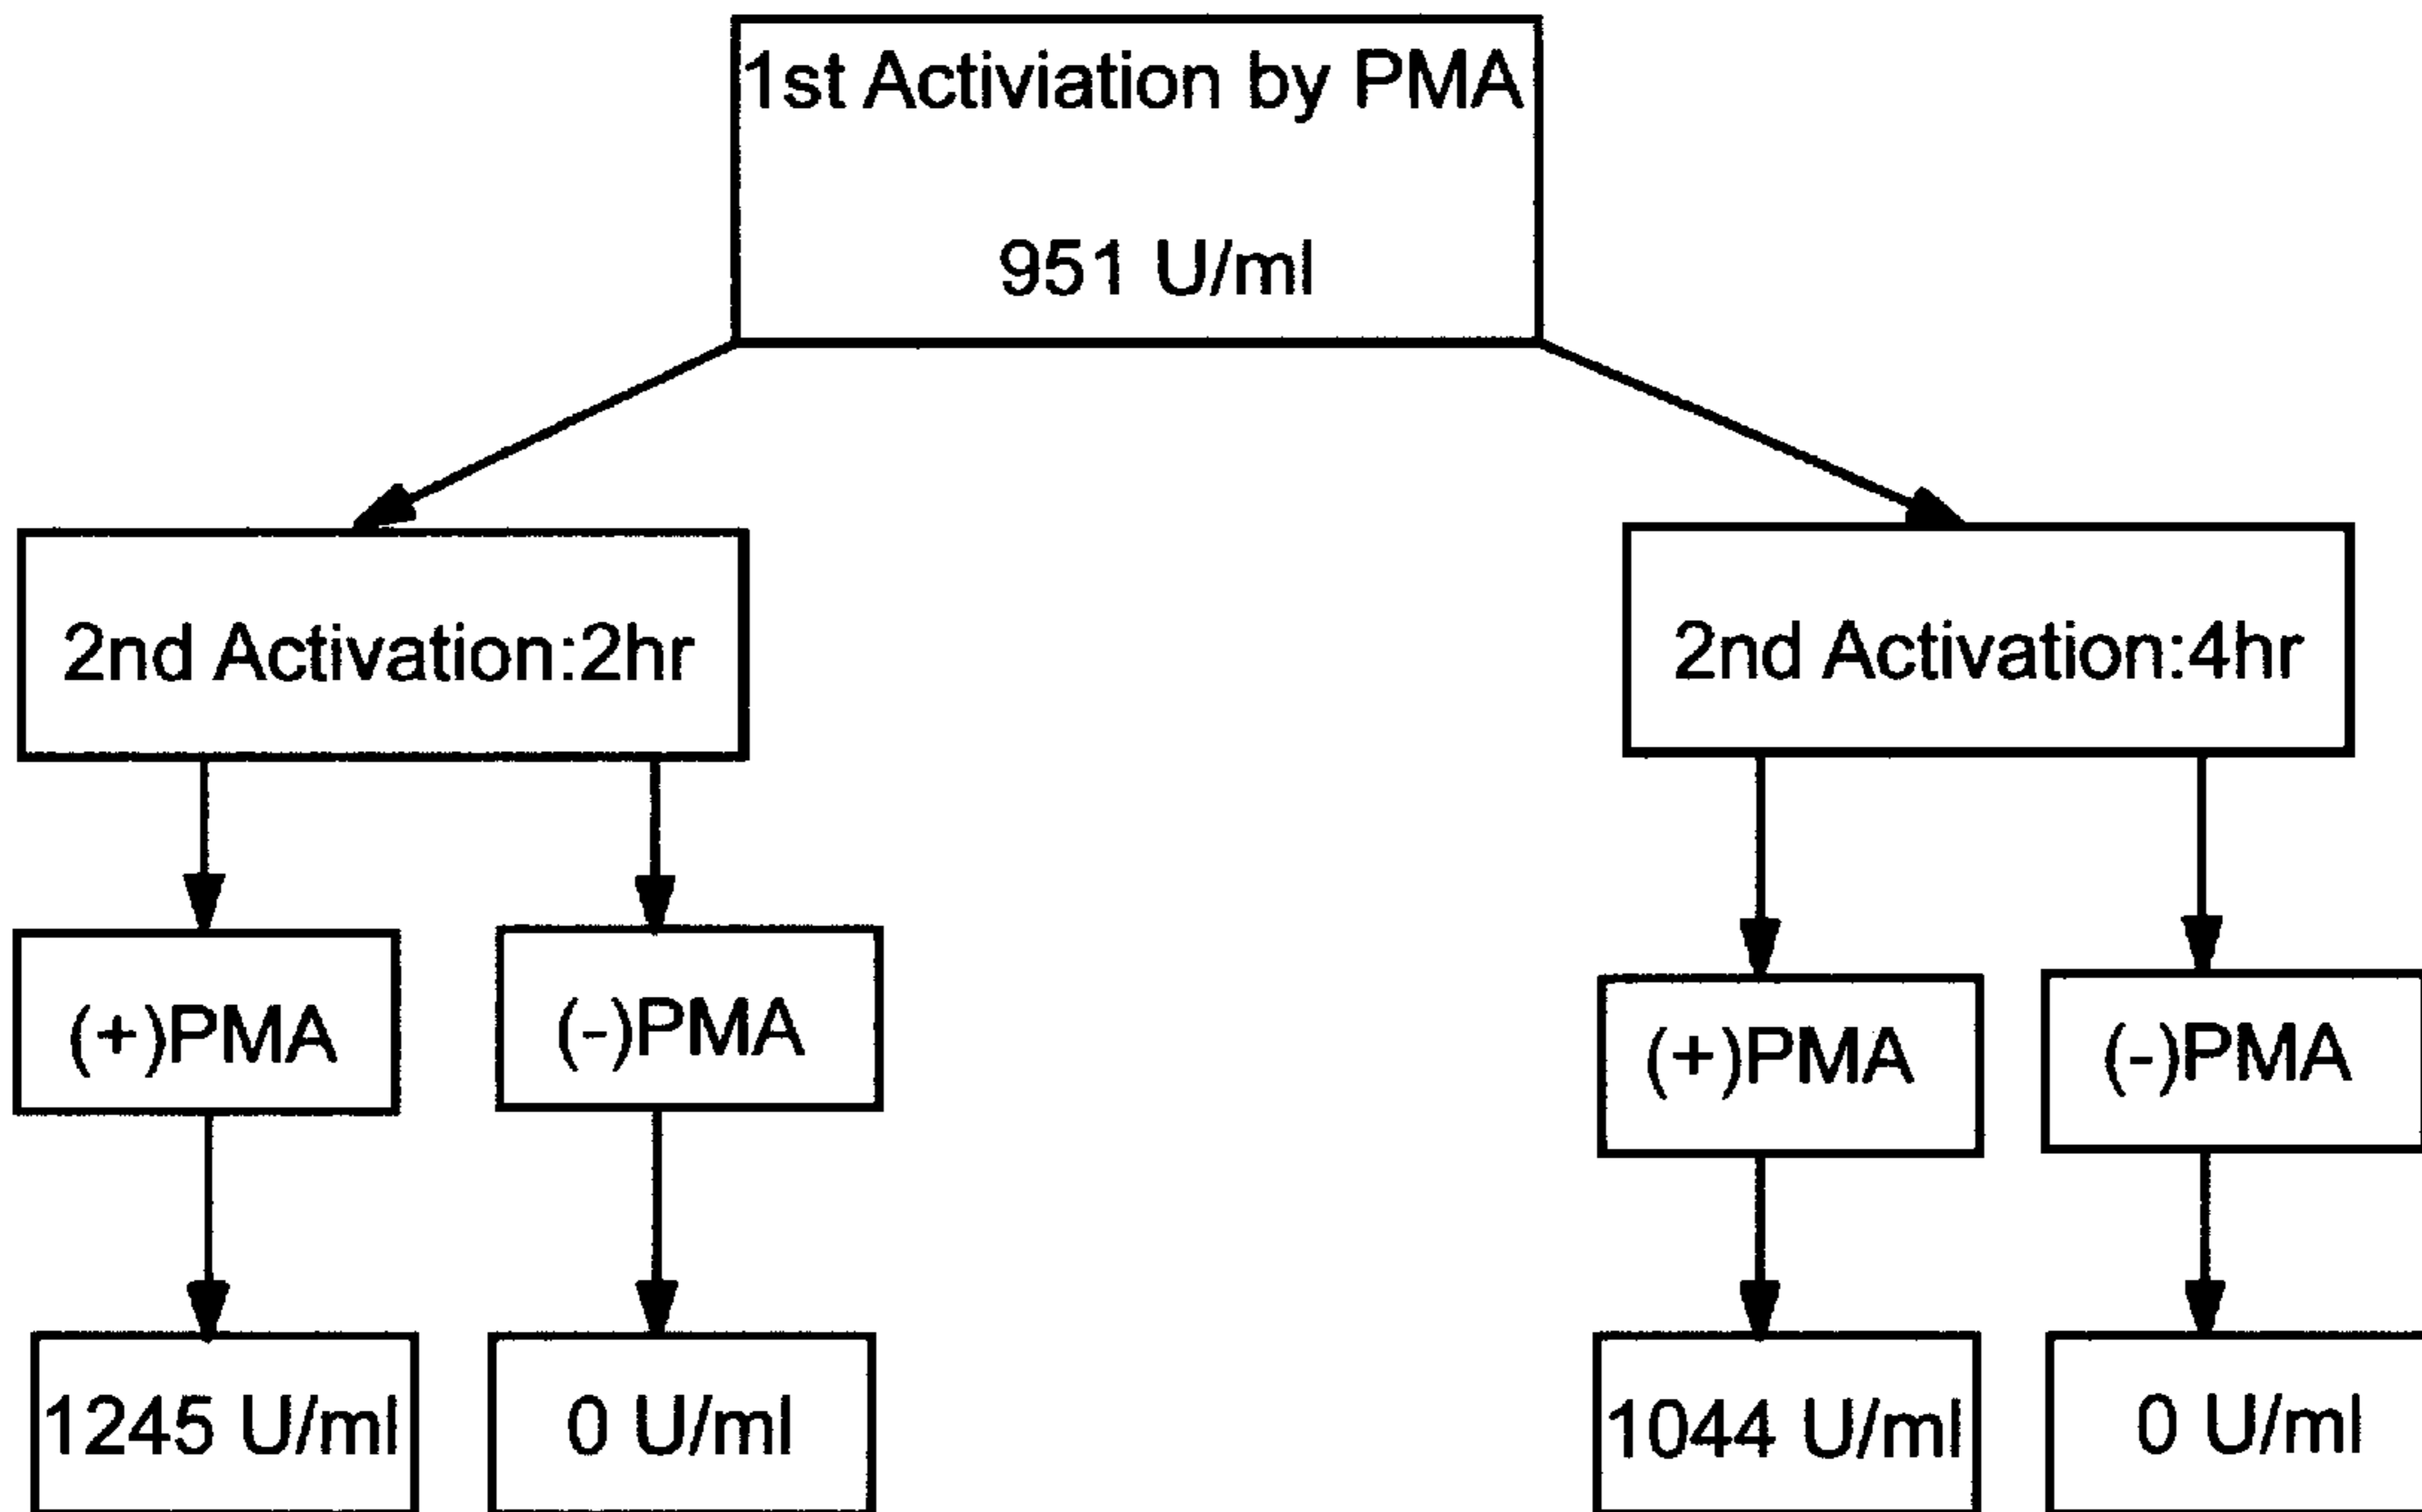 1st Activiation by PMA
951 U/ml
2nd Activation:2hr
2nd Activation:4hr
(+)PMA
(-)PMA
(+)PMA
(-)PMA
1245 U/ml
0 U/ml
1044 U/ml
0 U/ml